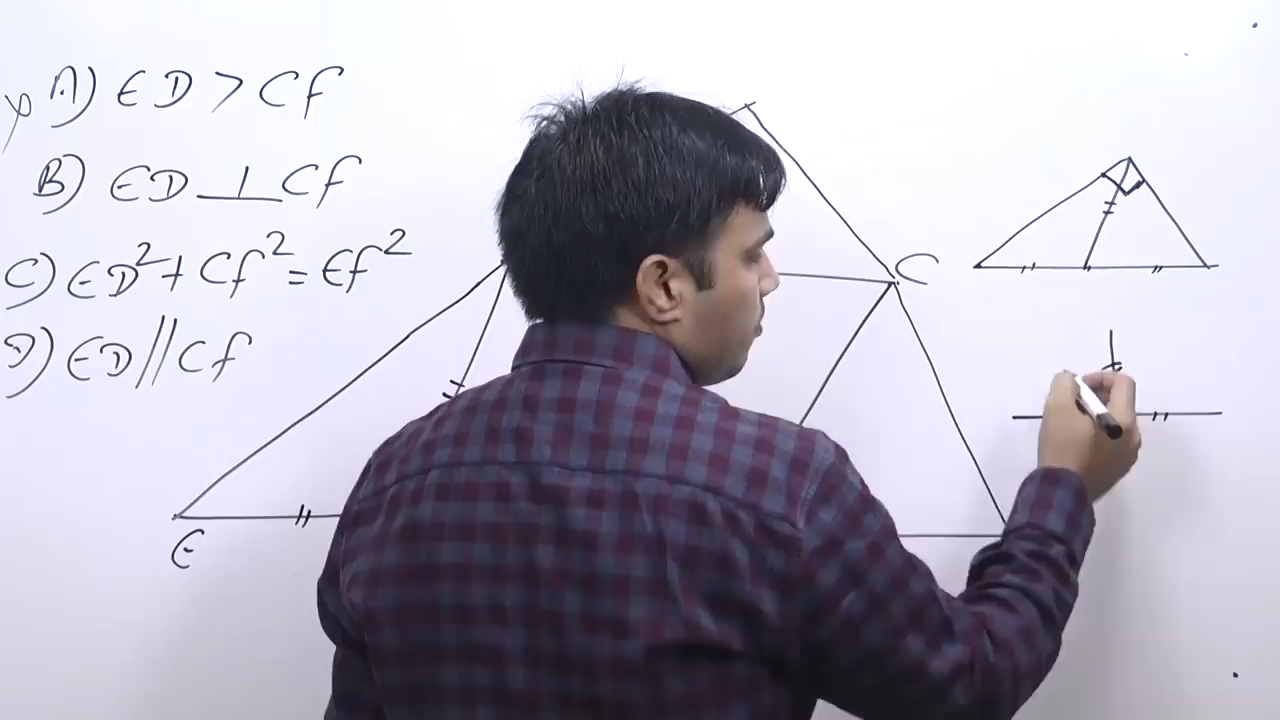 A) ED > CF
B) ED ⊥ CF
C) ED² + CF² = EF²
D) ED // CF
C
E